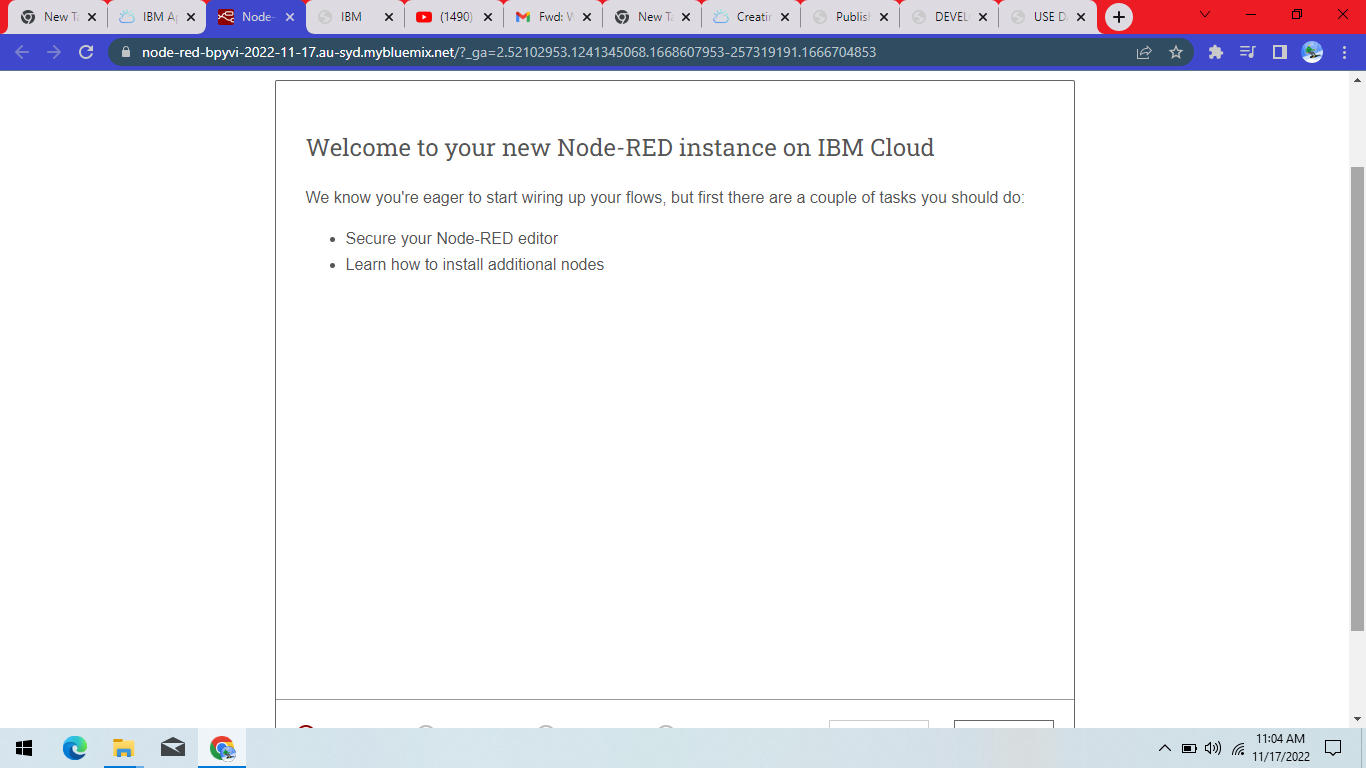 New Ta
IBM Ap
Node-
IBM
(1490)
Fwd: W
New Ta
Creatin
Publish
DEVEL
USE DA
node-red-bpyvi-2022-11-17.au-syd.mybluemix.net/?_ga=2.52102953.1241345068.1668607953-257319191.1666704853
Welcome to your new Node-RED instance on IBM Cloud
We know you're eager to start wiring up your flows, but first there are a couple of tasks you should do:
Secure your Node-RED editor
Learn how to install additional nodes
11:04 AM
11/17/2022